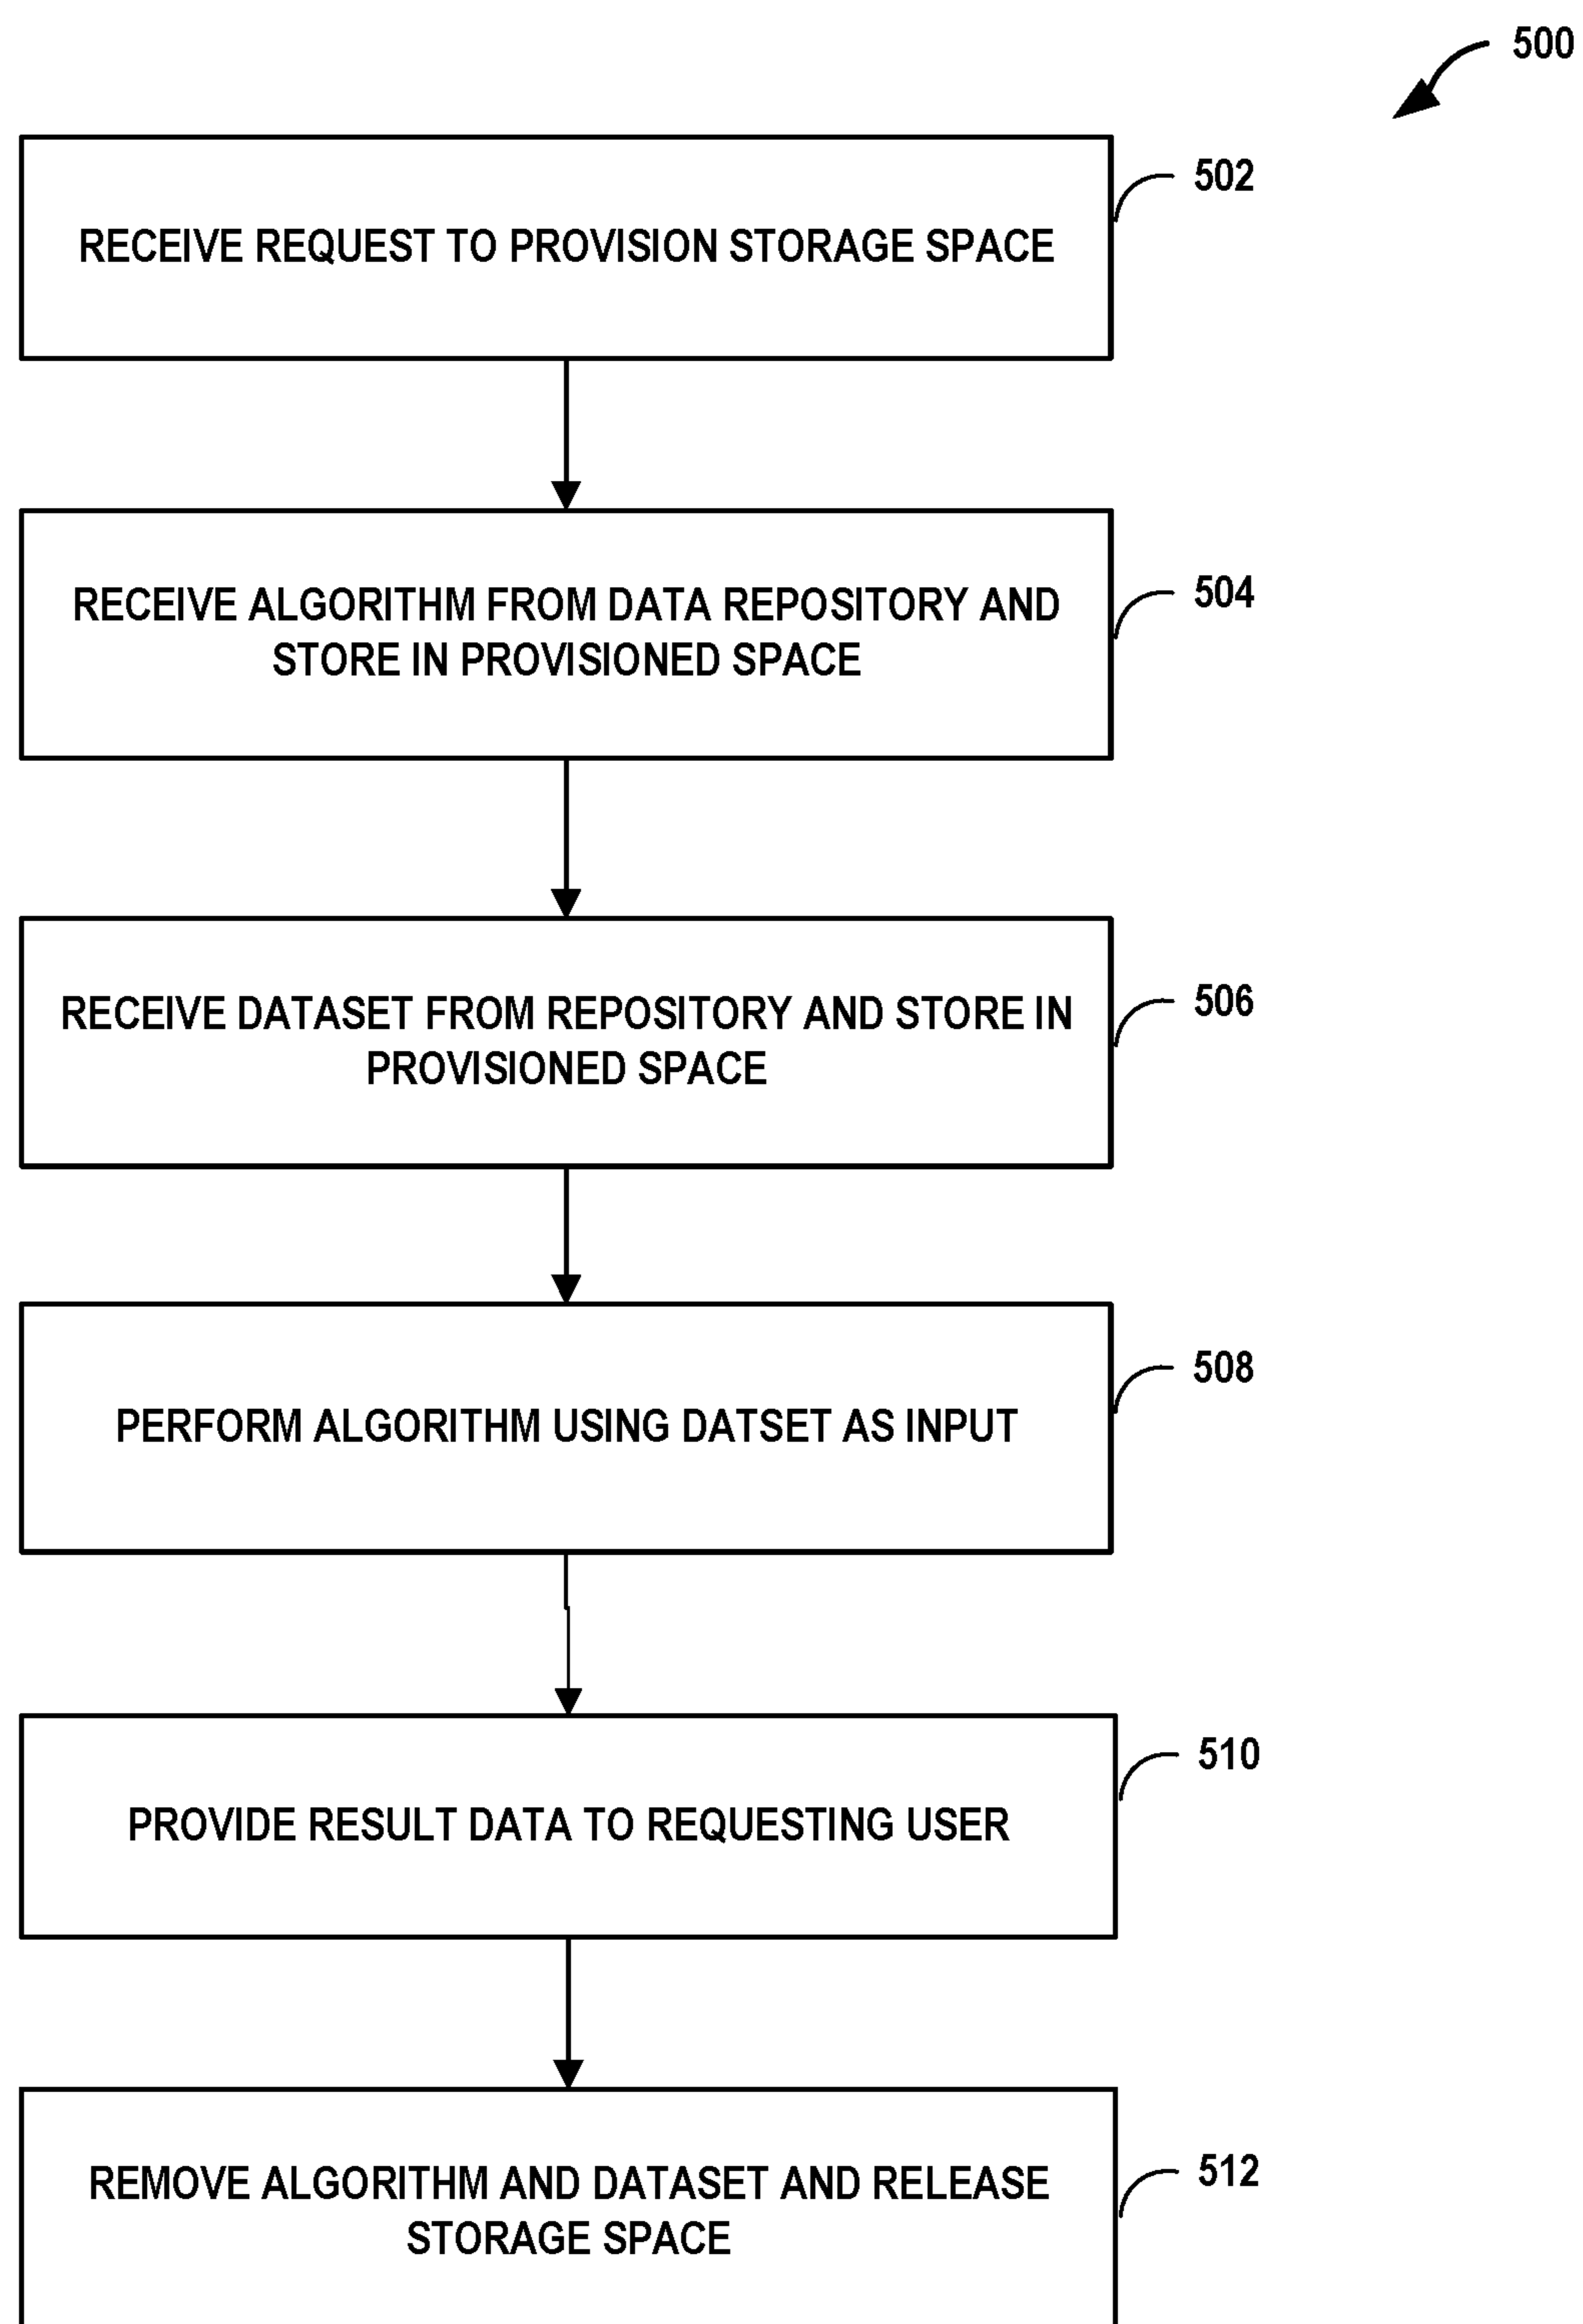 500
502
RECEIVE REQUEST TO PROVISION STORAGE SPACE
504
RECEIVE ALGORITHM FROM DATA REPOSITORY AND
STORE IN PROVISIONED SPACE
506
RECEIVE DATASET FROM REPOSITORY AND STORE IN
PROVISIONED SPACE
508
PERFORM ALGORITHM USING DATSET AS INPUT
510
PROVIDE RESULT DATA TO REQUESTING USER
512
REMOVE ALGORITHM AND DATASET AND RELEASE
STORAGE SPACE